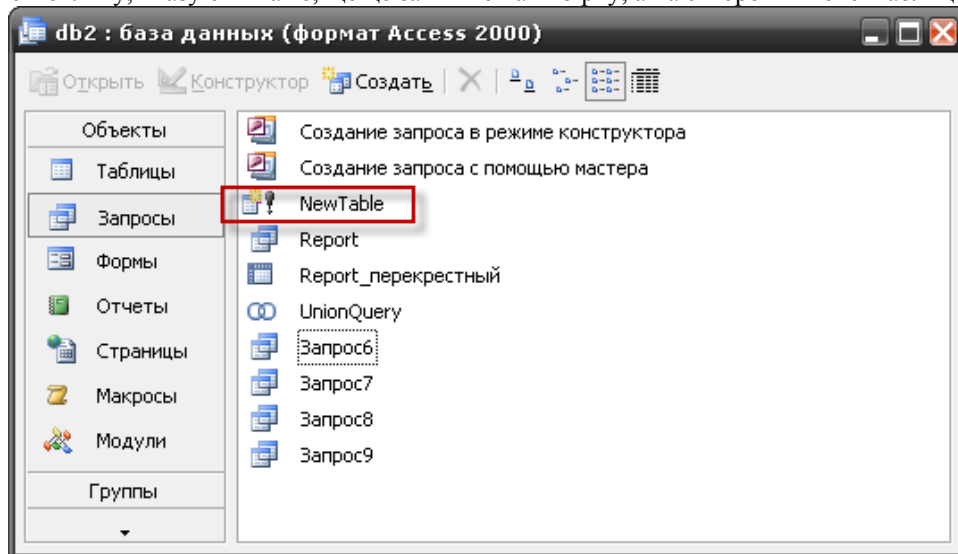 db2 : база данных (формат Access 2000)
Открыть Конструктор Создать
Объекты
Таблицы
Запросы
Формы
Отчеты
Страницы
Макросы
Модули
Группы
Создание запроса в режиме конструктора
Создание запроса с помощью мастера
NewTable
Report
Report_перекрестный
UnionQuery
Запрос6
Запрос7
Запрос8
Запрос9